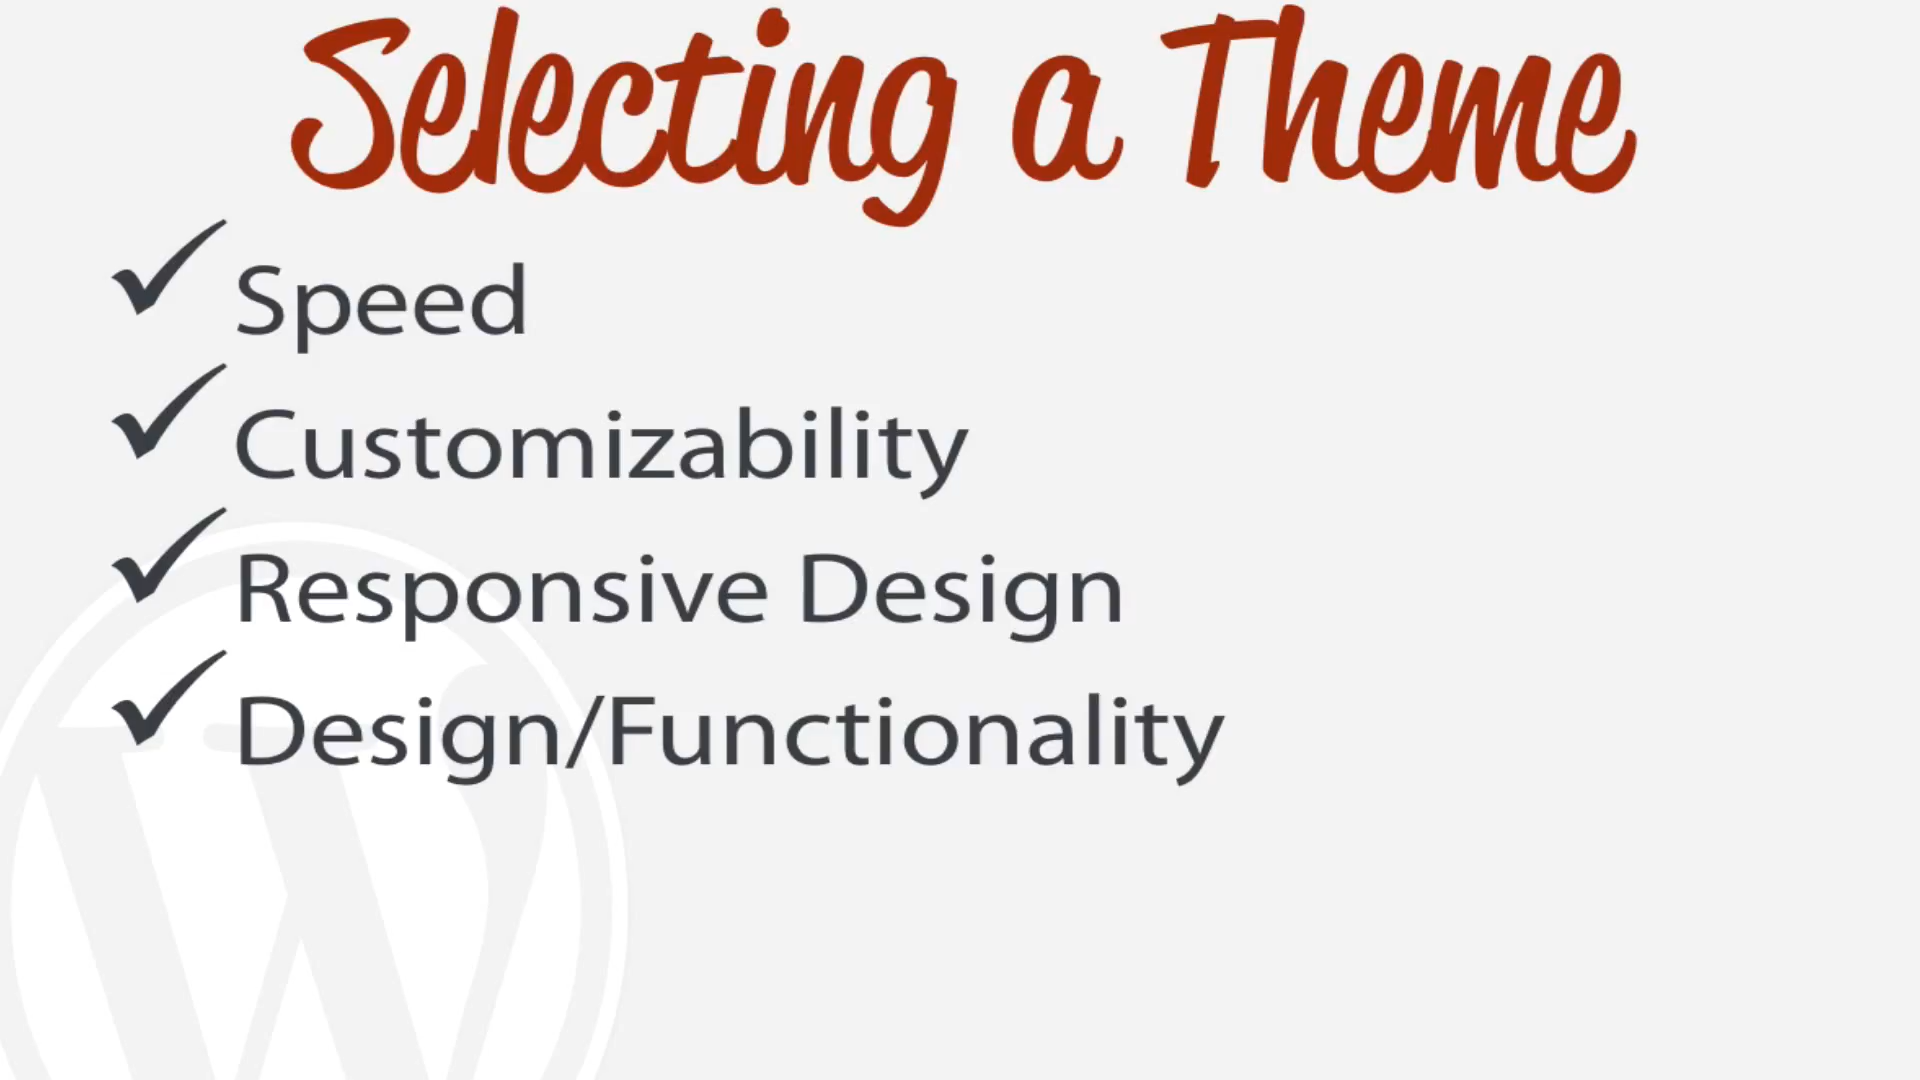 Selecting a Theme
Speed
Customizability
Responsive Design
Design/Functionality